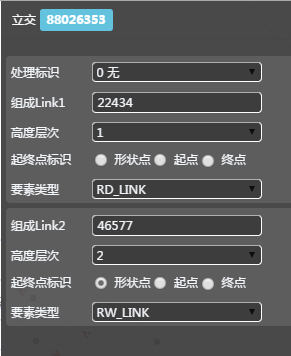 立交 88026353
处理标识 0 无
组成Link1 22434
高度层次 1
起终点标识 形状点 起点 终点
要素类型 RD_LINK
组成Link2 46577
高度层次 2
起终点标识 形状点 起点 终点
要素类型 RW_LINK